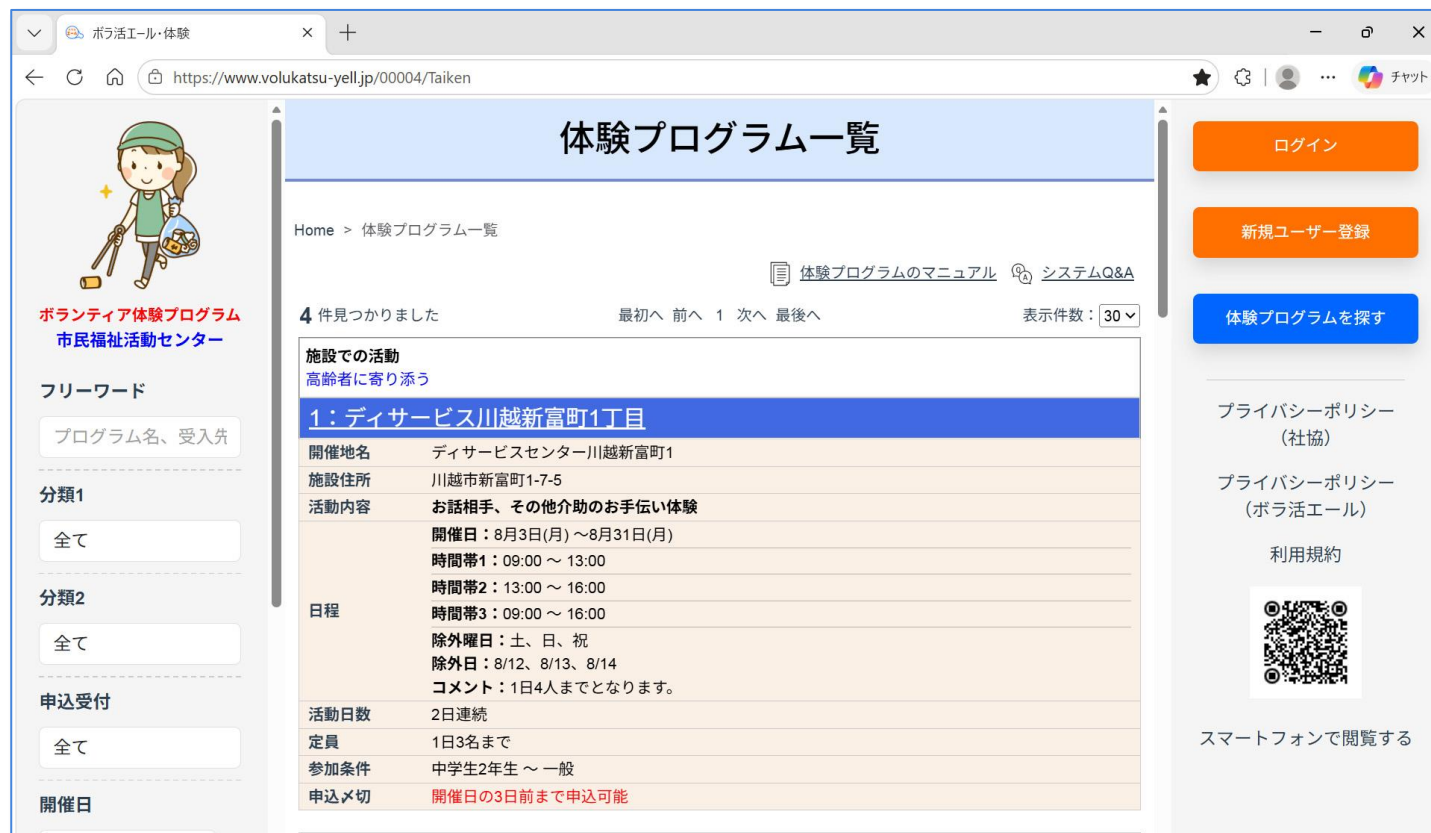 ボラ活エール・体験
https://www.volukatsu-yell.jp/00004/Taiken
チャット
ボランティア体験プログラム
市民福祉活動センター
フリーワード
プログラム名、受入先
分類1
全て
分類2
全て
申込受付
全て
開催日
体験プログラム一覧
Home > 体験プログラム一覧
体験プログラムのマニュアル システムQ&A
4 件見つかりました 最初へ 前へ 1 次へ 最後へ 表示件数：30
施設での活動
高齢者に寄り添う
1：ディサービス川越新富町1丁目
開催地名 ディサービスセンター川越新富町1
施設住所 川越市新富町1-7-5
活動内容 お話相手、その他介助のお手伝い体験
日程
開催日：8月3日(月) ～8月31日(月)
時間帯1：09:00 ～ 13:00
時間帯2：13:00 ～ 16:00
時間帯3：09:00 ～ 16:00
除外曜日：土、日、祝
除外日：8/12、8/13、8/14
コメント：1日4人までとなります。
活動日数 2日連続
定員 1日3名まで
参加条件 中学生2年生 ～ 一般
申込〆切 開催日の3日前まで申込可能
ログイン
新規ユーザー登録
体験プログラムを探す
プライバシーポリシー
（社協）
プライバシーポリシー
（ボラ活エール）
利用規約
スマートフォンで閲覧する